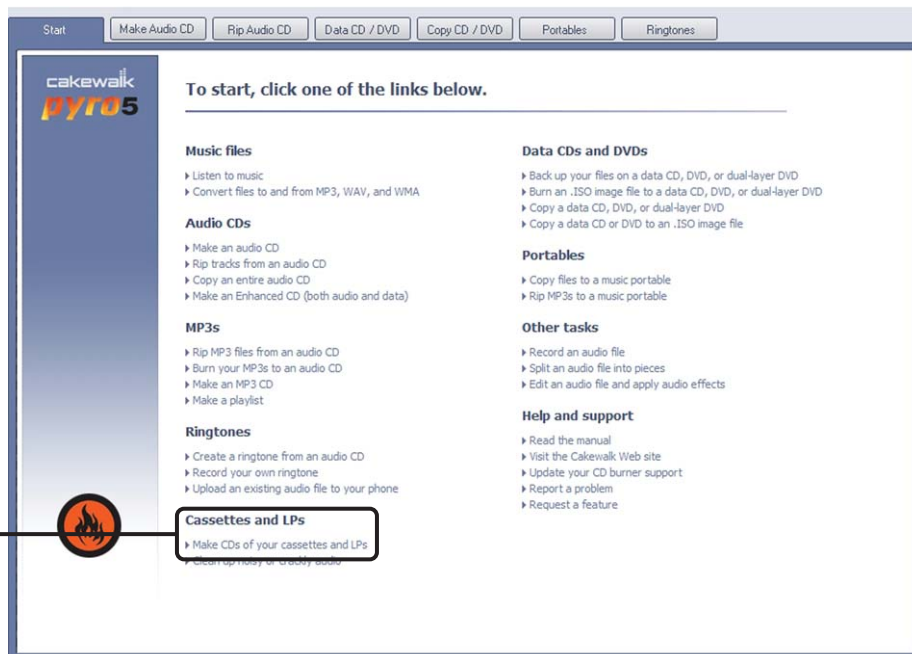 Start
Make Audio CD
Rip Audio CD
Data CD / DVD
Copy CD / DVD
Portables
Ringtones
cakewalk
pyro5
To start, click one of the links below.
Music files
Listen to music
Convert files to and from MP3, WAV, and WMA
Audio CDs
Make an audio CD
Rip tracks from an audio CD
Copy an entire audio CD
Make an Enhanced CD (both audio and data)
MP3s
Rip MP3 files from an audio CD
Burn your MP3s to an audio CD
Make an MP3 CD
Make a playlist
Ringtones
Create a ringtone from an audio CD
Record your own ringtone
Upload an existing audio file to your phone
Cassettes and LPs
Make CDs of your cassettes and LPs
Clean up noisy or crackly audio
Data CDs and DVDs
Back up your files on a data CD, DVD, or dual-layer DVD
Burn an .ISO image file to a data CD, DVD, or dual-layer DVD
Copy a data CD, DVD, or dual-layer DVD
Copy a data CD or DVD to an .ISO image file
Portables
Copy files to a music portable
Rip MP3s to a music portable
Other tasks
Record an audio file
Split an audio file into pieces
Edit an audio file and apply audio effects
Help and support
Read the manual
Visit the Cakewalk Web site
Update your CD burner support
Report a problem
Request a feature